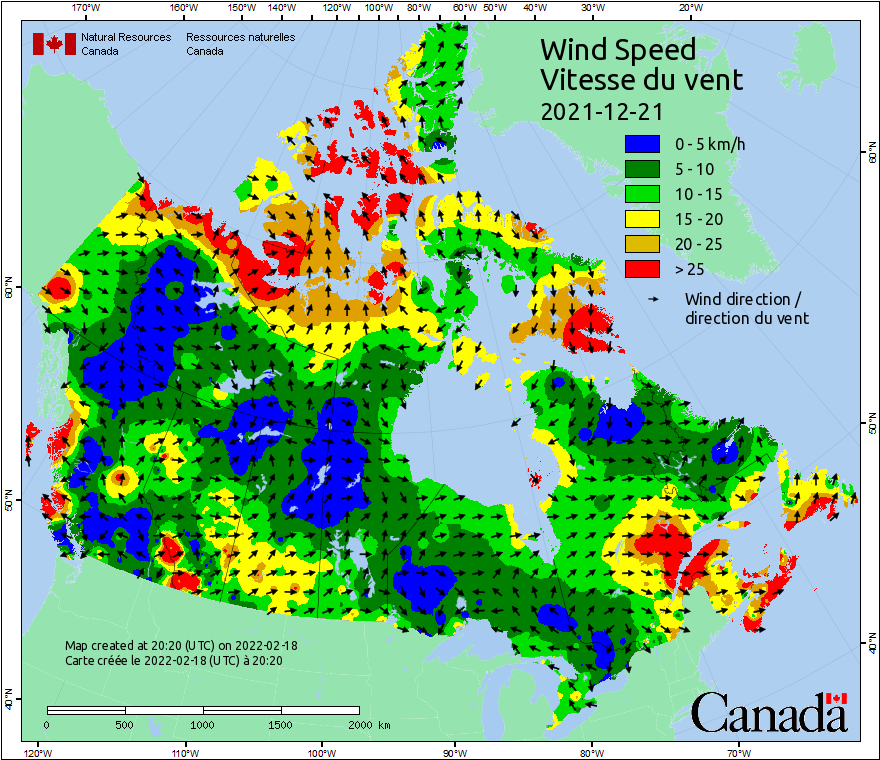 170°W 160°W 150°W 140°W 130°W 120°W 110°W 100°W 90°W 80°W 70°W 60°W 50°W 40°W 30°W 20°W
Natural Resources Canada
Ressources naturelles Canada
Wind Speed
Vitesse du vent
2021-12-21
0 - 5 km/h
5 - 10
10 - 15
15 - 20
20 - 25
> 25
Wind direction /
direction du vent
60°N
60°N
50°N
50°N
40°N
40°N
Map created at 20:20 (UTC) on 2022-02-18
Carte créée le 2022-02-18 (UTC) à 20:20
0 500 1000 1500 2000 km
Canada
120°W 110°W 100°W 90°W 80°W 70°W